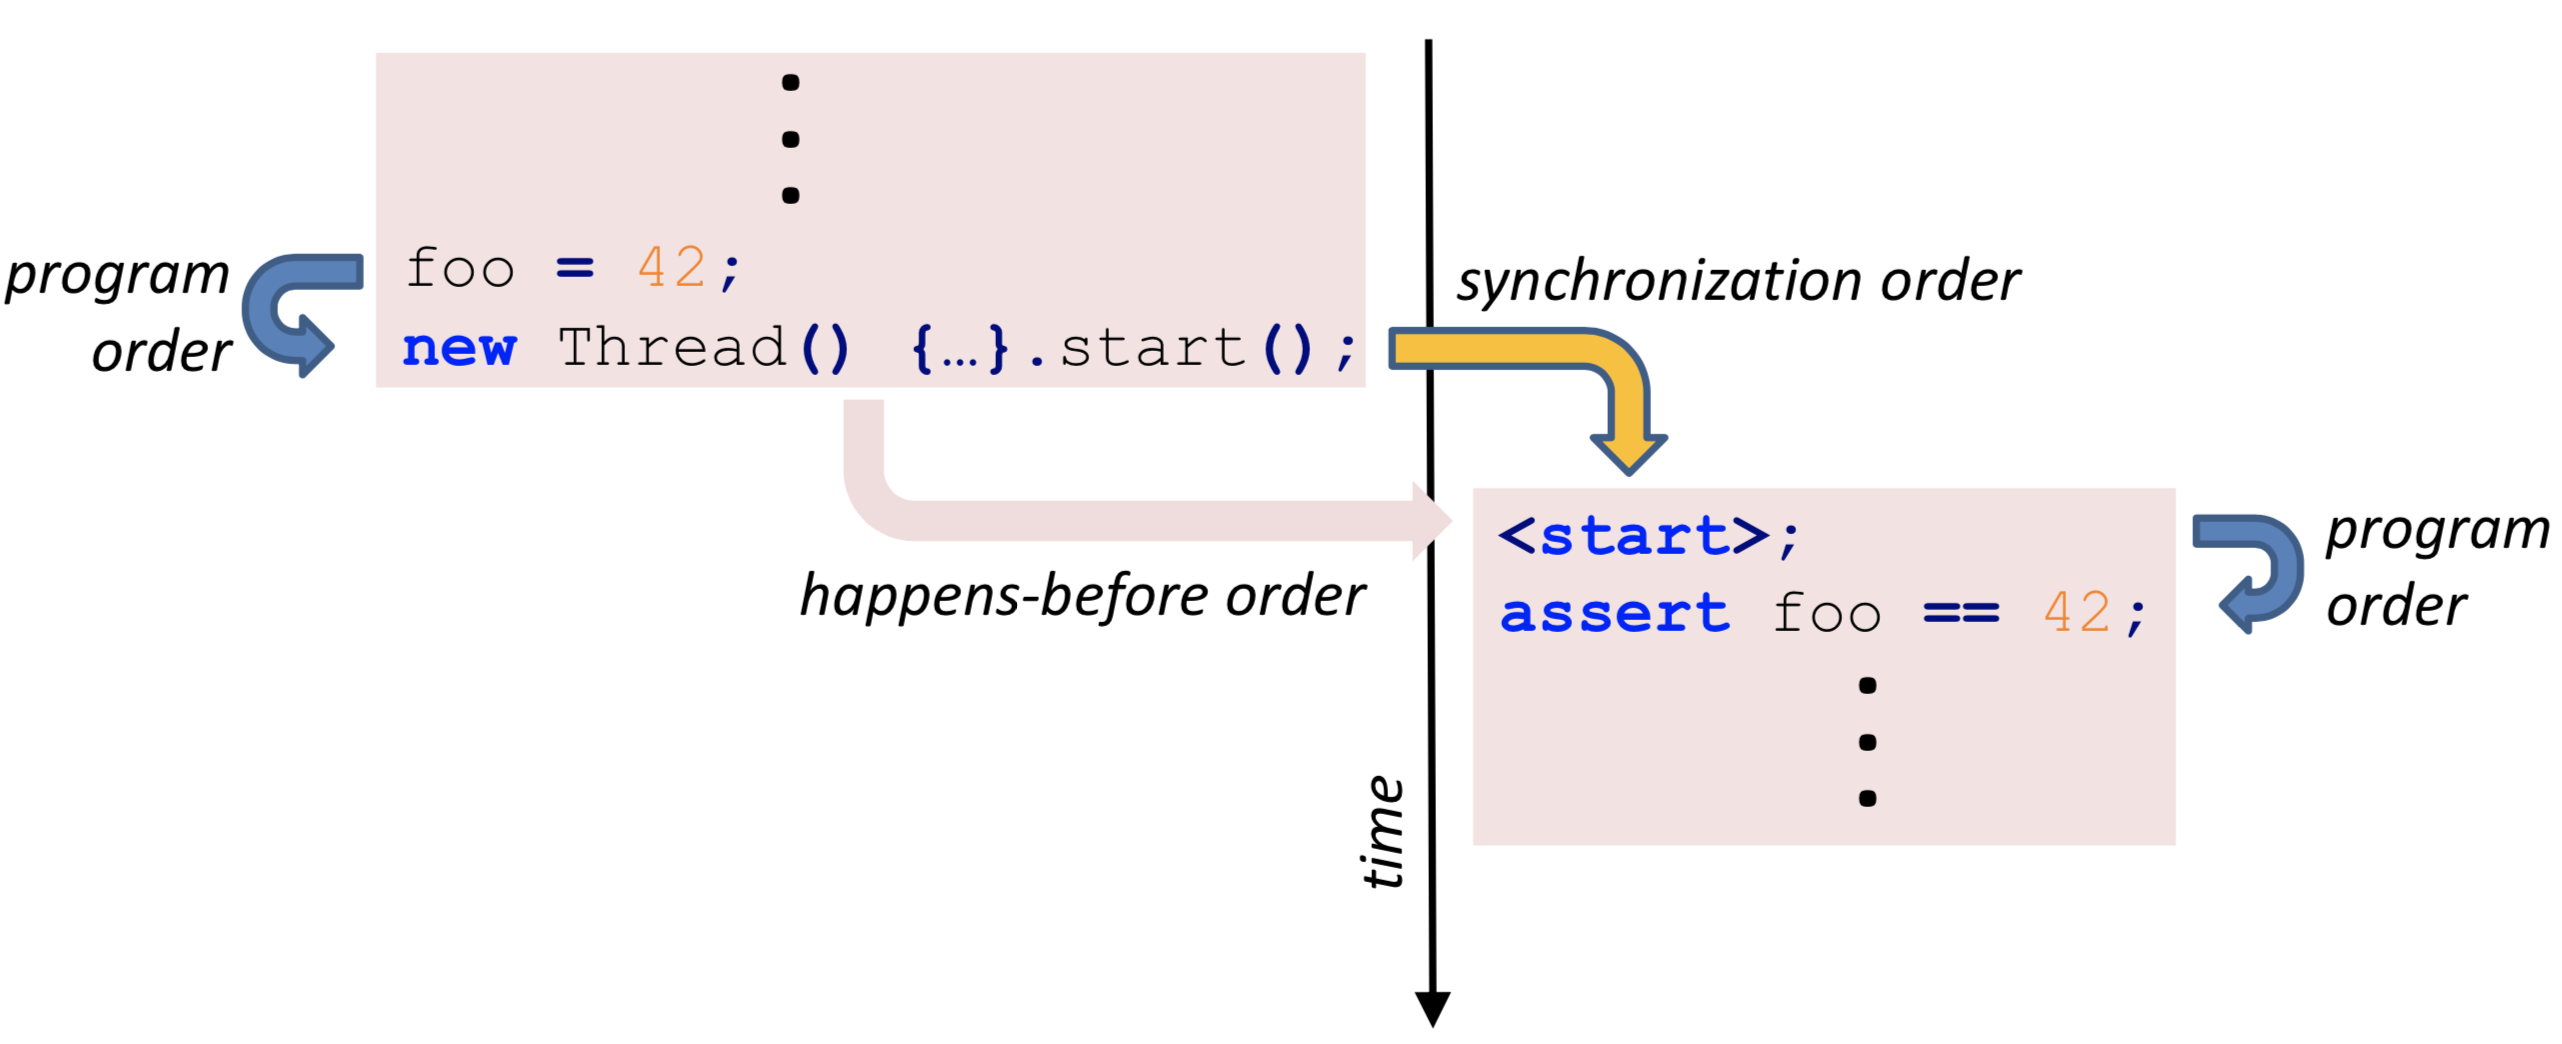 program
order
foo = 42;
new Thread() {…}.start();
synchronization order
happens-before order
<start>;
assert foo == 42;
program
order
time